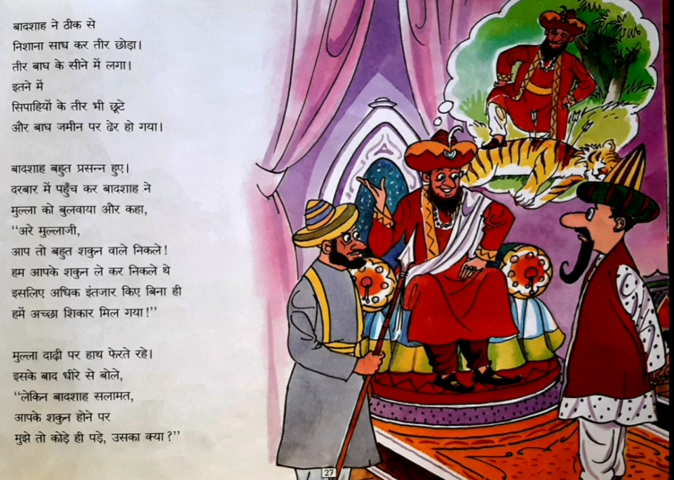 बादशाह ने ठीक से
निशाना साध कर तीर छोड़ा।
तीर बाघ के सीने में लगा।
इतने में
सिपाहियों के तीर भी छूटे
और बाघ जमीन पर ढेर हो गया।
बादशाह बहुत प्रसन्न हुए।
दरबार में पहुँच कर बादशाह ने
मुल्ला को बुलवाया और कहा,
“अरे मुल्लाजी,
आप तो बहुत शकुन वाले निकले!
हम आपके शकुन ले कर निकले थे
इसलिए अधिक इंतजार किए बिना ही
हमें अच्छा शिकार मिल गया!”
मुल्ला दाढ़ी पर हाथ फेरते रहे।
इसके बाद धीरे से बोले,
“लेकिन बादशाह सलामत,
आपके शकुन होने पर
मुझे तो कोड़े ही पड़े, उसका क्या?”
27